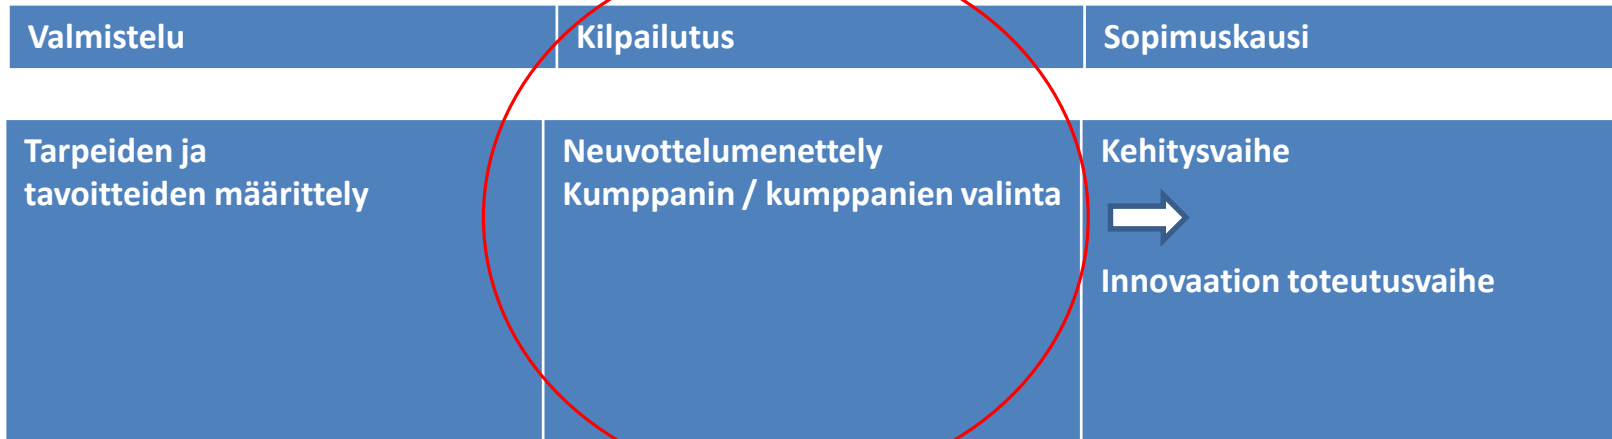 Valmistelu
Kilpailutus
Sopimuskausi
Tarpeiden ja
tavoitteiden määrittely
Neuvottelumenettely
Kumppanin / kumppanien valinta
Kehitysvaihe
Innovaation toteutusvaihe